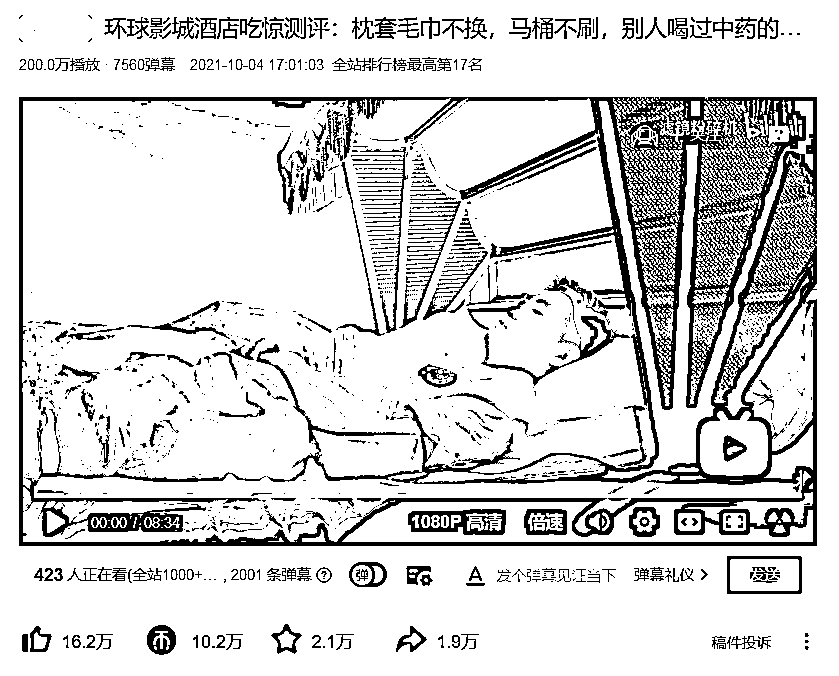 环球影城酒店吃惊测评：枕套毛巾不换，马桶不刷，别人喝过中药的...
200.0万播放 · 7560弹幕 2021-10-04 17:01:03 全站排行榜最高第17名
00:00 / 08:34 1080P 高清 倍速
423 人正在看(全站1000+... , 2001 条弹幕 弹 A 发个弹幕见证当下 弹幕礼仪 > 发送
16.2万 10.2万 2.1万 1.9万 稿件投诉